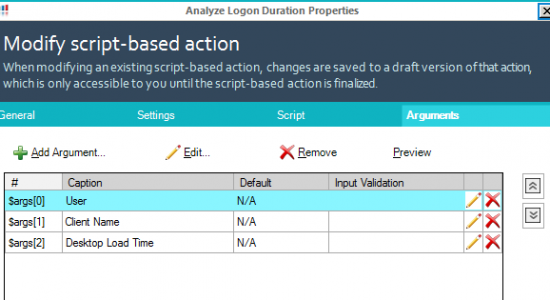 Analyze Logon Duration Properties
Modify script-based action
When modifying an existing script-based action, changes are saved to a draft version of that action,
which is only accessible to you until the script-based action is finalized.
General Settings Script Arguments
Add Argument... Edit... Remove Preview
# Caption Default Input Validation
$args[0] User N/A
$args[1] Client Name N/A
$args[2] Desktop Load Time N/A